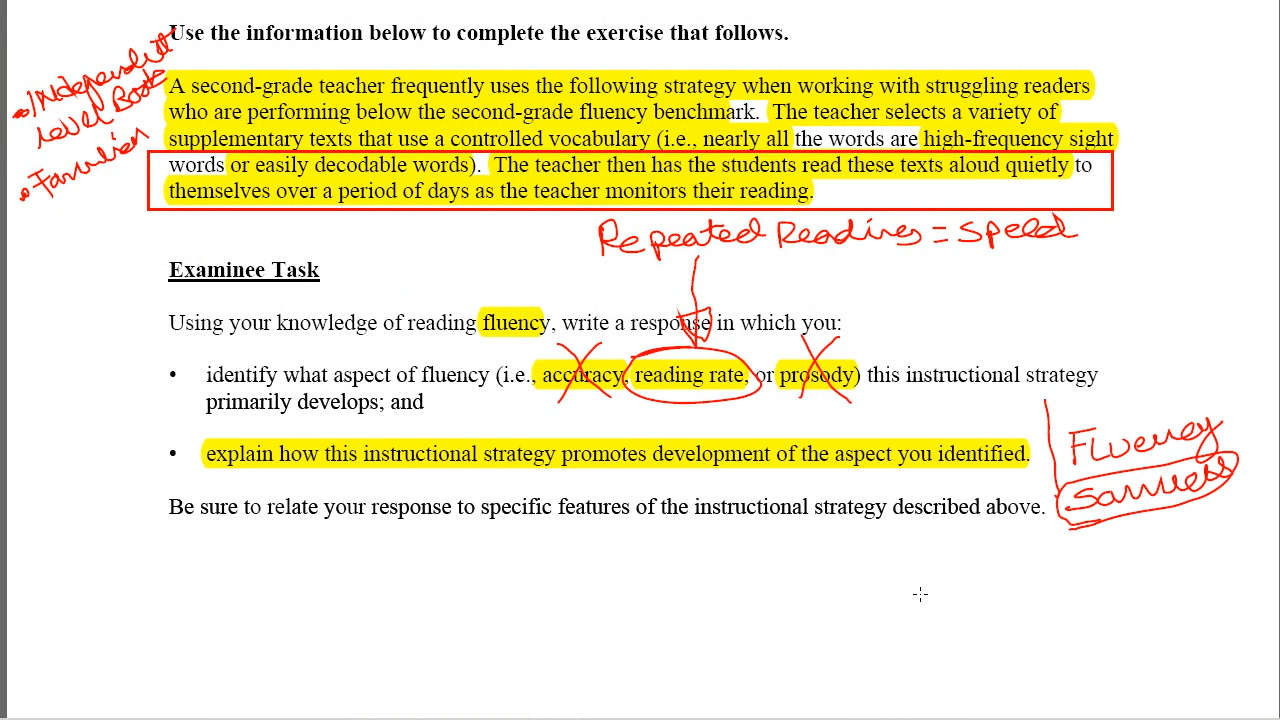 Use the information below to complete the exercise that follows.
• Independent
Level Books
• Familiar
A second-grade teacher frequently uses the following strategy when working with struggling readers
who are performing below the second-grade fluency benchmark. The teacher selects a variety of
supplementary texts that use a controlled vocabulary (i.e., nearly all the words are high-frequency sight
words or easily decodable words). The teacher then has the students read these texts aloud quietly to
themselves over a period of days as the teacher monitors their reading.
Repeated Readings = Speed
Examinee Task
Using your knowledge of reading fluency, write a response in which you:
• identify what aspect of fluency (i.e., accuracy, reading rate, or prosody) this instructional strategy
primarily develops; and
Fluency
• explain how this instructional strategy promotes development of the aspect you identified.
Samuels
Be sure to relate your response to specific features of the instructional strategy described above.